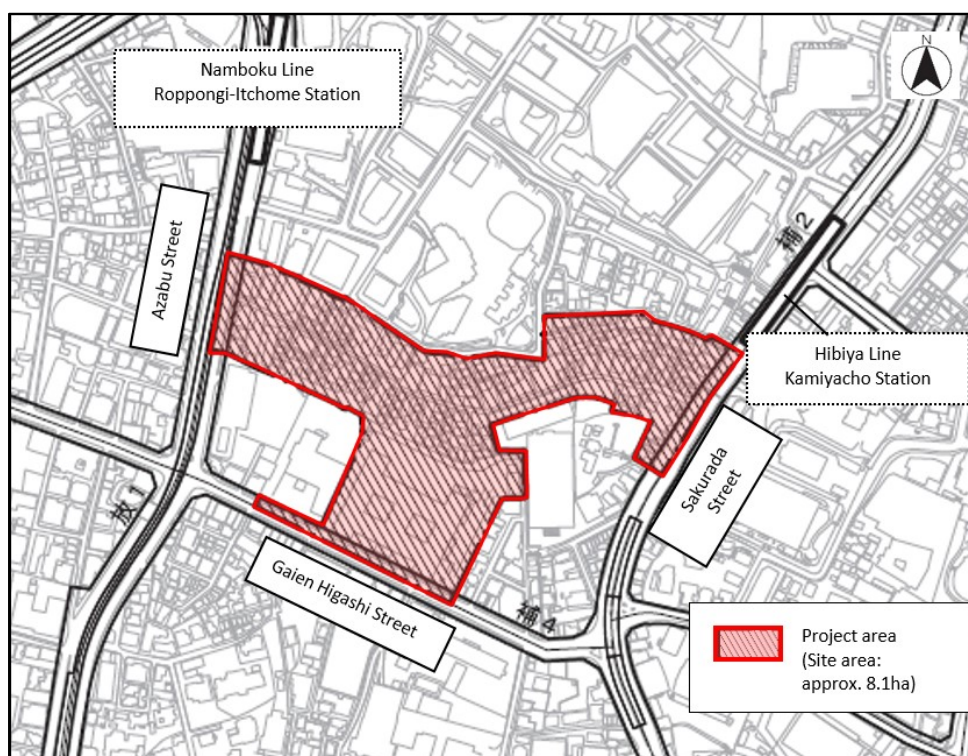 Namboku Line
Roppongi-Itchome Station
N
補 2
Azabu Street
Hibiya Line
Kamiyacho Station
Sakurada
Street
放 1
Gaien Higashi Street
補 4
Project area
(Site area:
approx. 8.1ha)